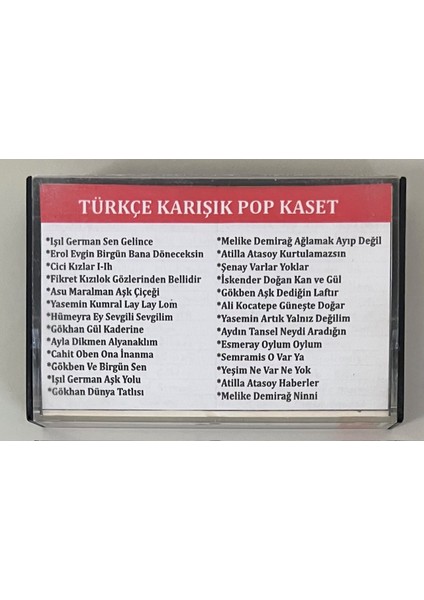 TÜRKÇE KARIŞIK POP KASET
*Işıl German Sen Gelince
*Erol Evgin Birgün Bana Döneceksin
*Cici Kızlar I-Ih
*Fikret Kızılok Gözlerinden Bellidir
*Asu Maralman Aşk Çiçeği
*Yasemin Kumral Lay Lay Lom
*Hümeyra Ey Sevgili Sevgilim
*Gökhan Gül Kaderine
*Ayla Dikmen Alyanaklım
*Cahit Oben Ona İnanma
*Gökben Ve Birgün Sen
*Işıl German Aşk Yolu
*Gökhan Dünya Tatlısı
*Melike Demirağ Ağlamak Ayıp Değil
*Atilla Atasoy Kurtulamazsın
*Şenay Varlar Yoklar
*İskender Doğan Kan ve Gül
*Gökben Aşk Dediğin Laftır
*Ali Kocatepe Güneşte Doğar
*Yasemin Artık Yalnız Değilim
*Aydın Tansel Neydi Aradığın
*Esmeray Oylum Oylum
*Semramis O Var Ya
*Yeşim Ne Var Ne Yok
*Atilla Atasoy Haberler
*Melike Demirağ Ninni